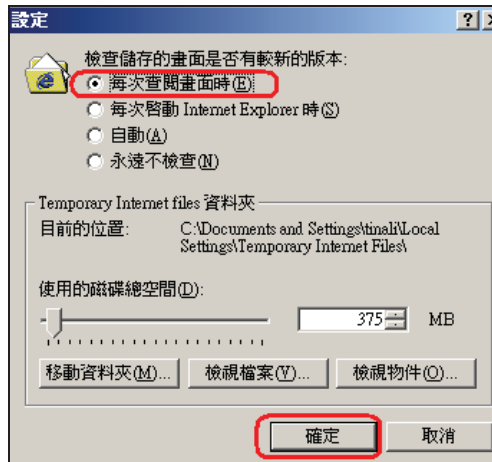 設定
檢查儲存的畫面是否有較新的版本:
每次查閱畫面時(E)
每次啓動 Internet Explorer 時(S)
自動(A)
永遠不檢查(N)
Temporary Internet files 資料夾
目前的位置: C:\Documents and Settings\tinali\Local
Settings\Temporary Internet Files\
使用的磁碟總空間(D):
375 MB
移動資料夾(M)... 檢視檔案(V)... 檢視物件(O)...
確定 取消